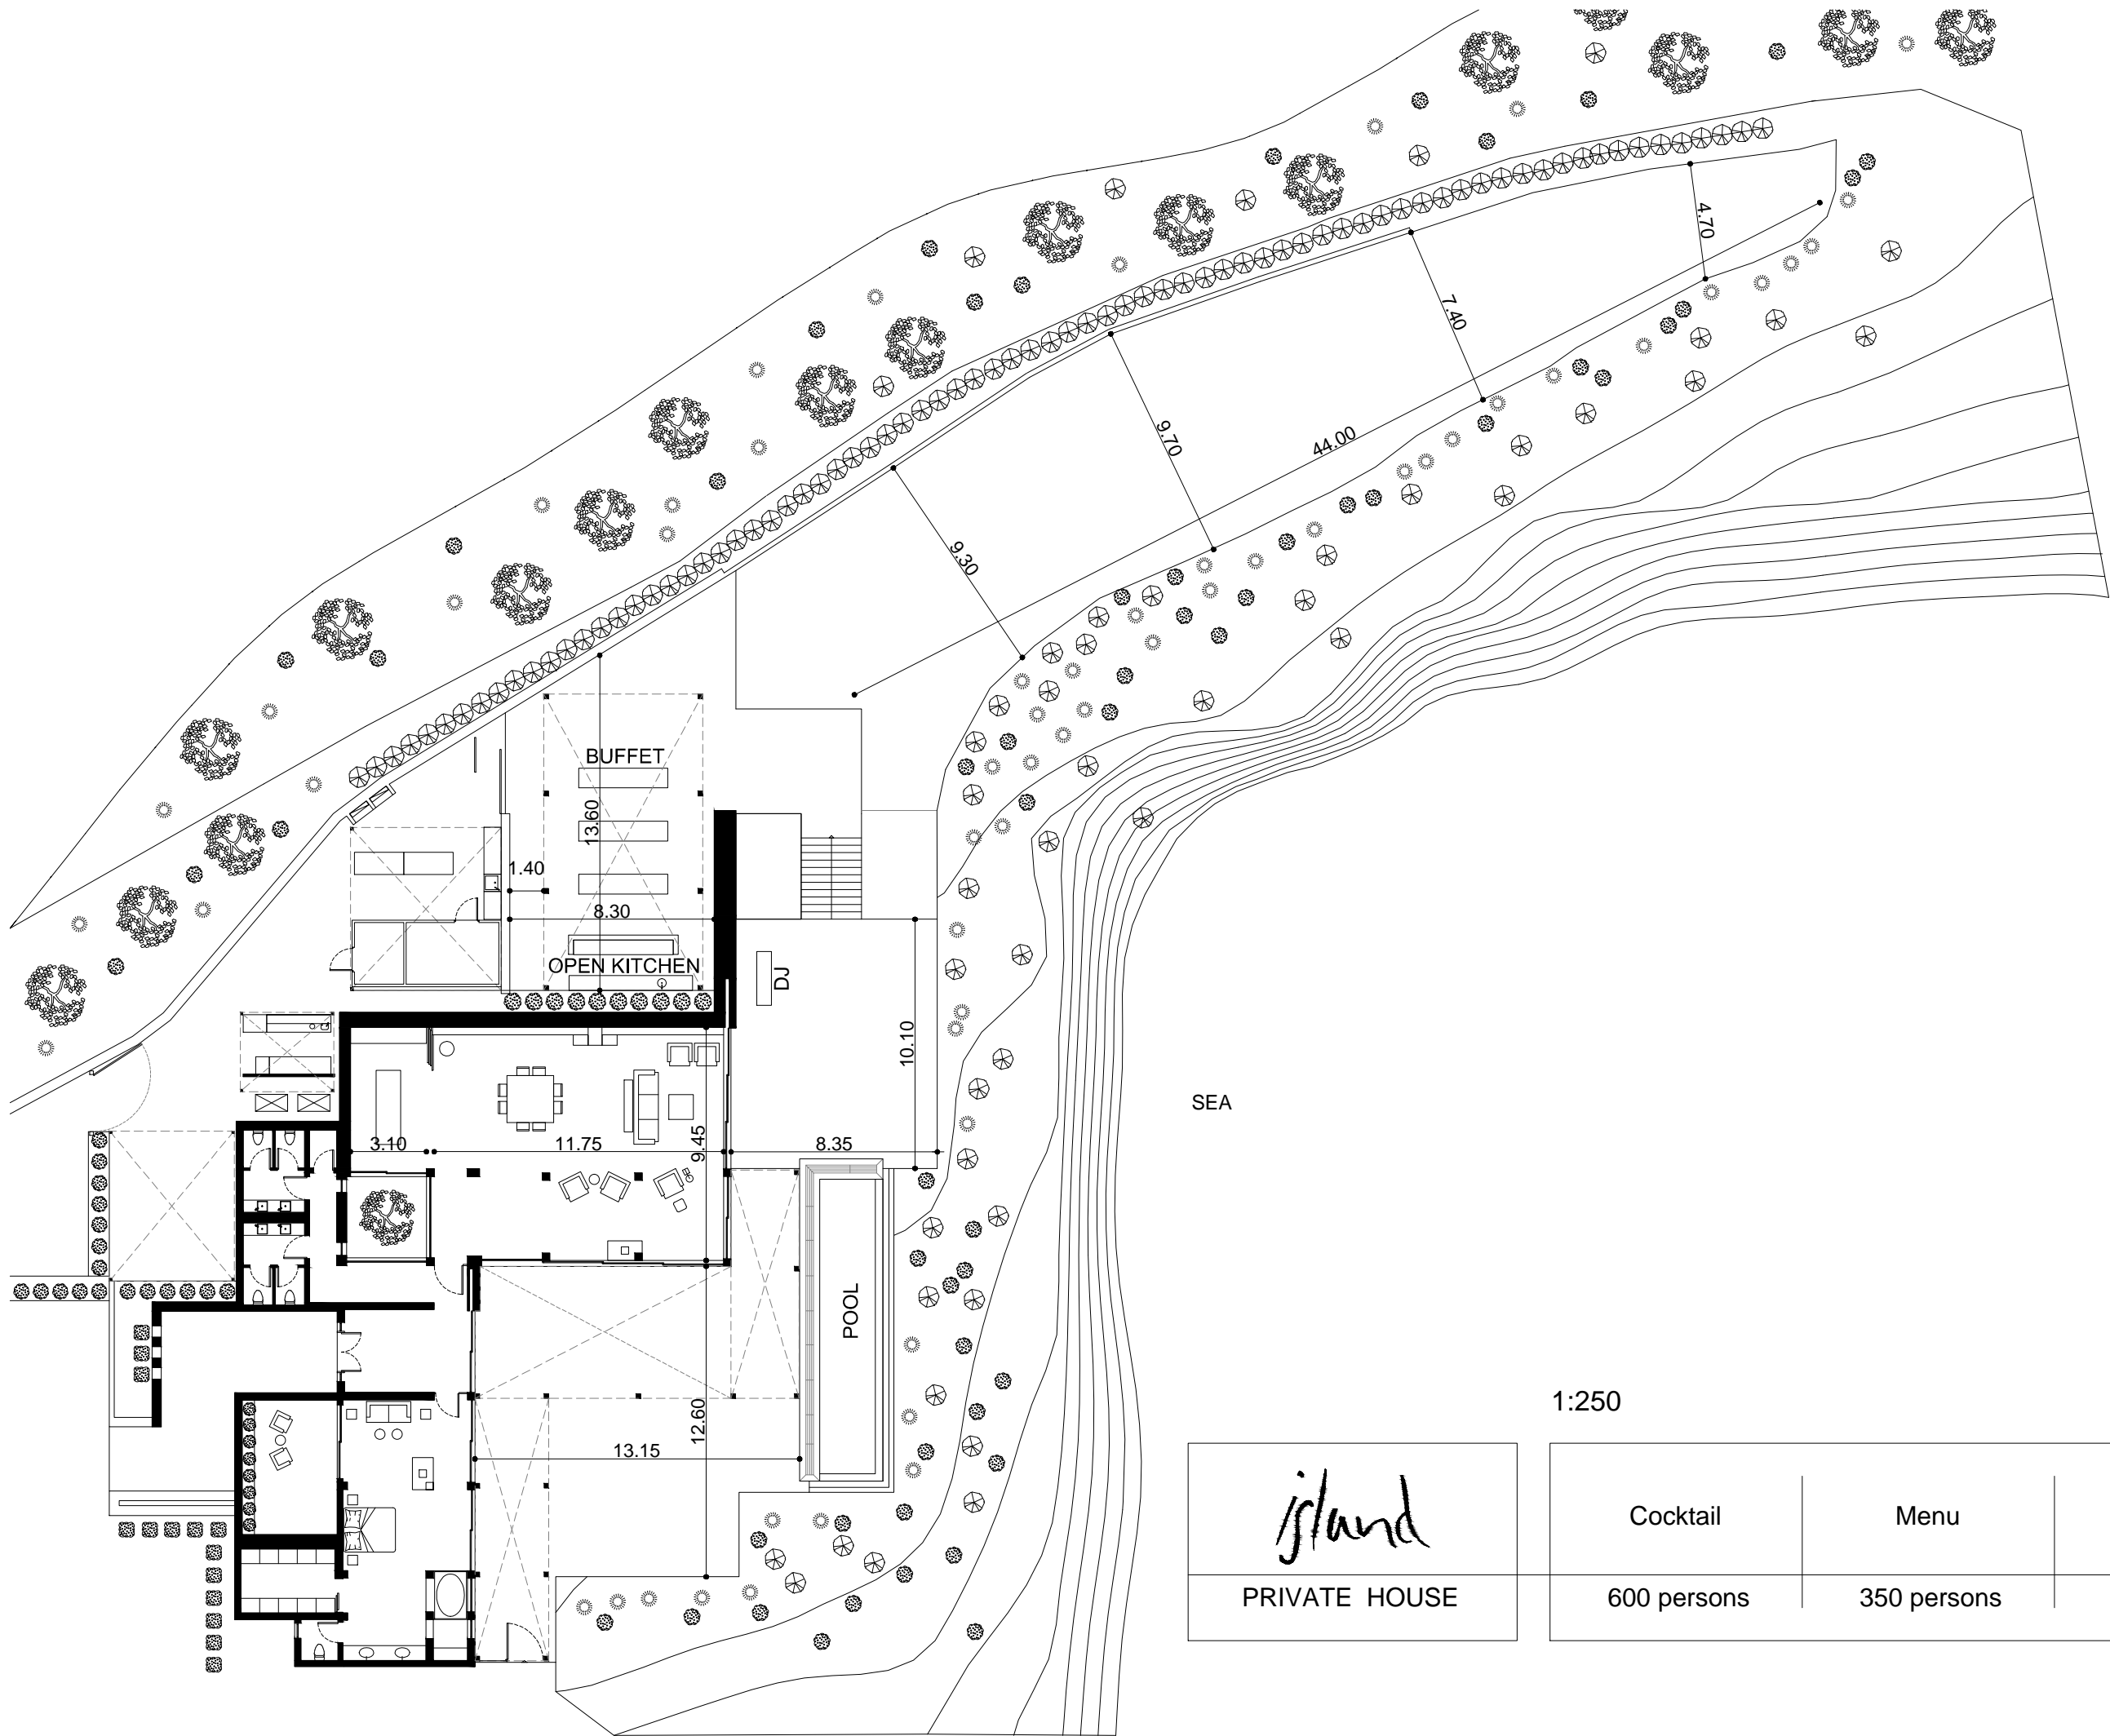 4.70
7.40
9.70
44.00
9.30
BUFFET
13.60
1.40
8.30
OPEN KITCHEN
DJ
10.10
SEA
3.10
11.75
9.45
8.35
POOL
12.60
13.15
1:250
island
Cocktail
Menu
PRIVATE HOUSE
600 persons
350 persons